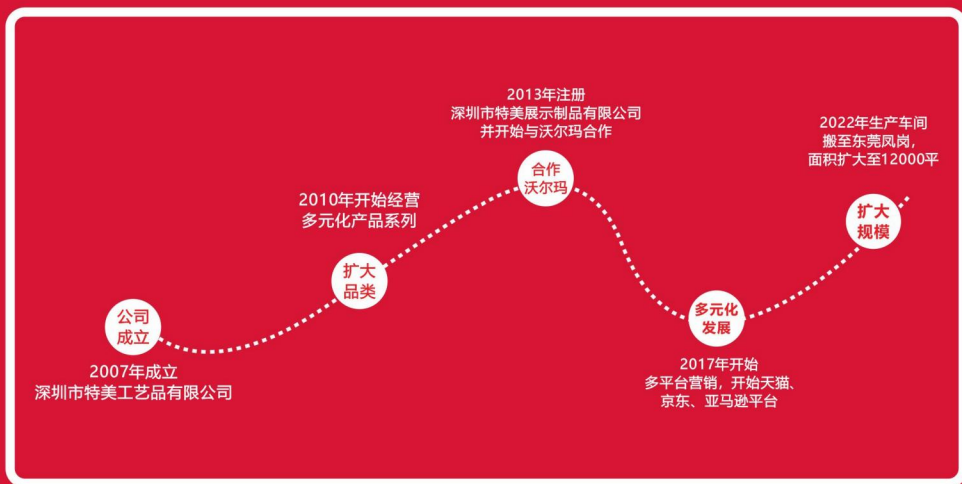 公司
成立
2007年成立
深圳市特美工艺品有限公司
2010年开始经营
多元化产品系列
扩大
品类
2013年注册
深圳市特美展示制品有限公司
并开始与沃尔玛合作
合作
沃尔玛
多元化
发展
2017年开始
多平台营销，开始天猫、
京东、亚马逊平台
2022年生产车间
搬至东莞凤岗，
面积扩大至12000平
扩大
规模